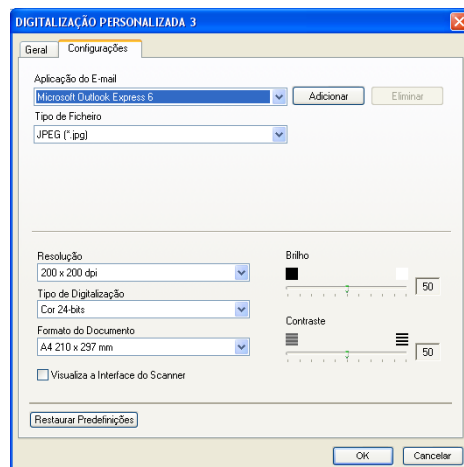 DIGITALIZAÇÃO PERSONALIZADA 3
Geral Configurações
Aplicação do E-mail
Microsoft Outlook Express 6 Adicionar Eliminar
Tipo de Ficheiro
JPEG (*.jpg)
Resolução Brilho
200 x 200 dpi 50
Tipo de Digitalização
Cor 24-bits
Formato do Documento Contraste
A4 210 x 297 mm 50
Visualiza a Interface do Scanner
Restaurar Predefinições
OK Cancelar